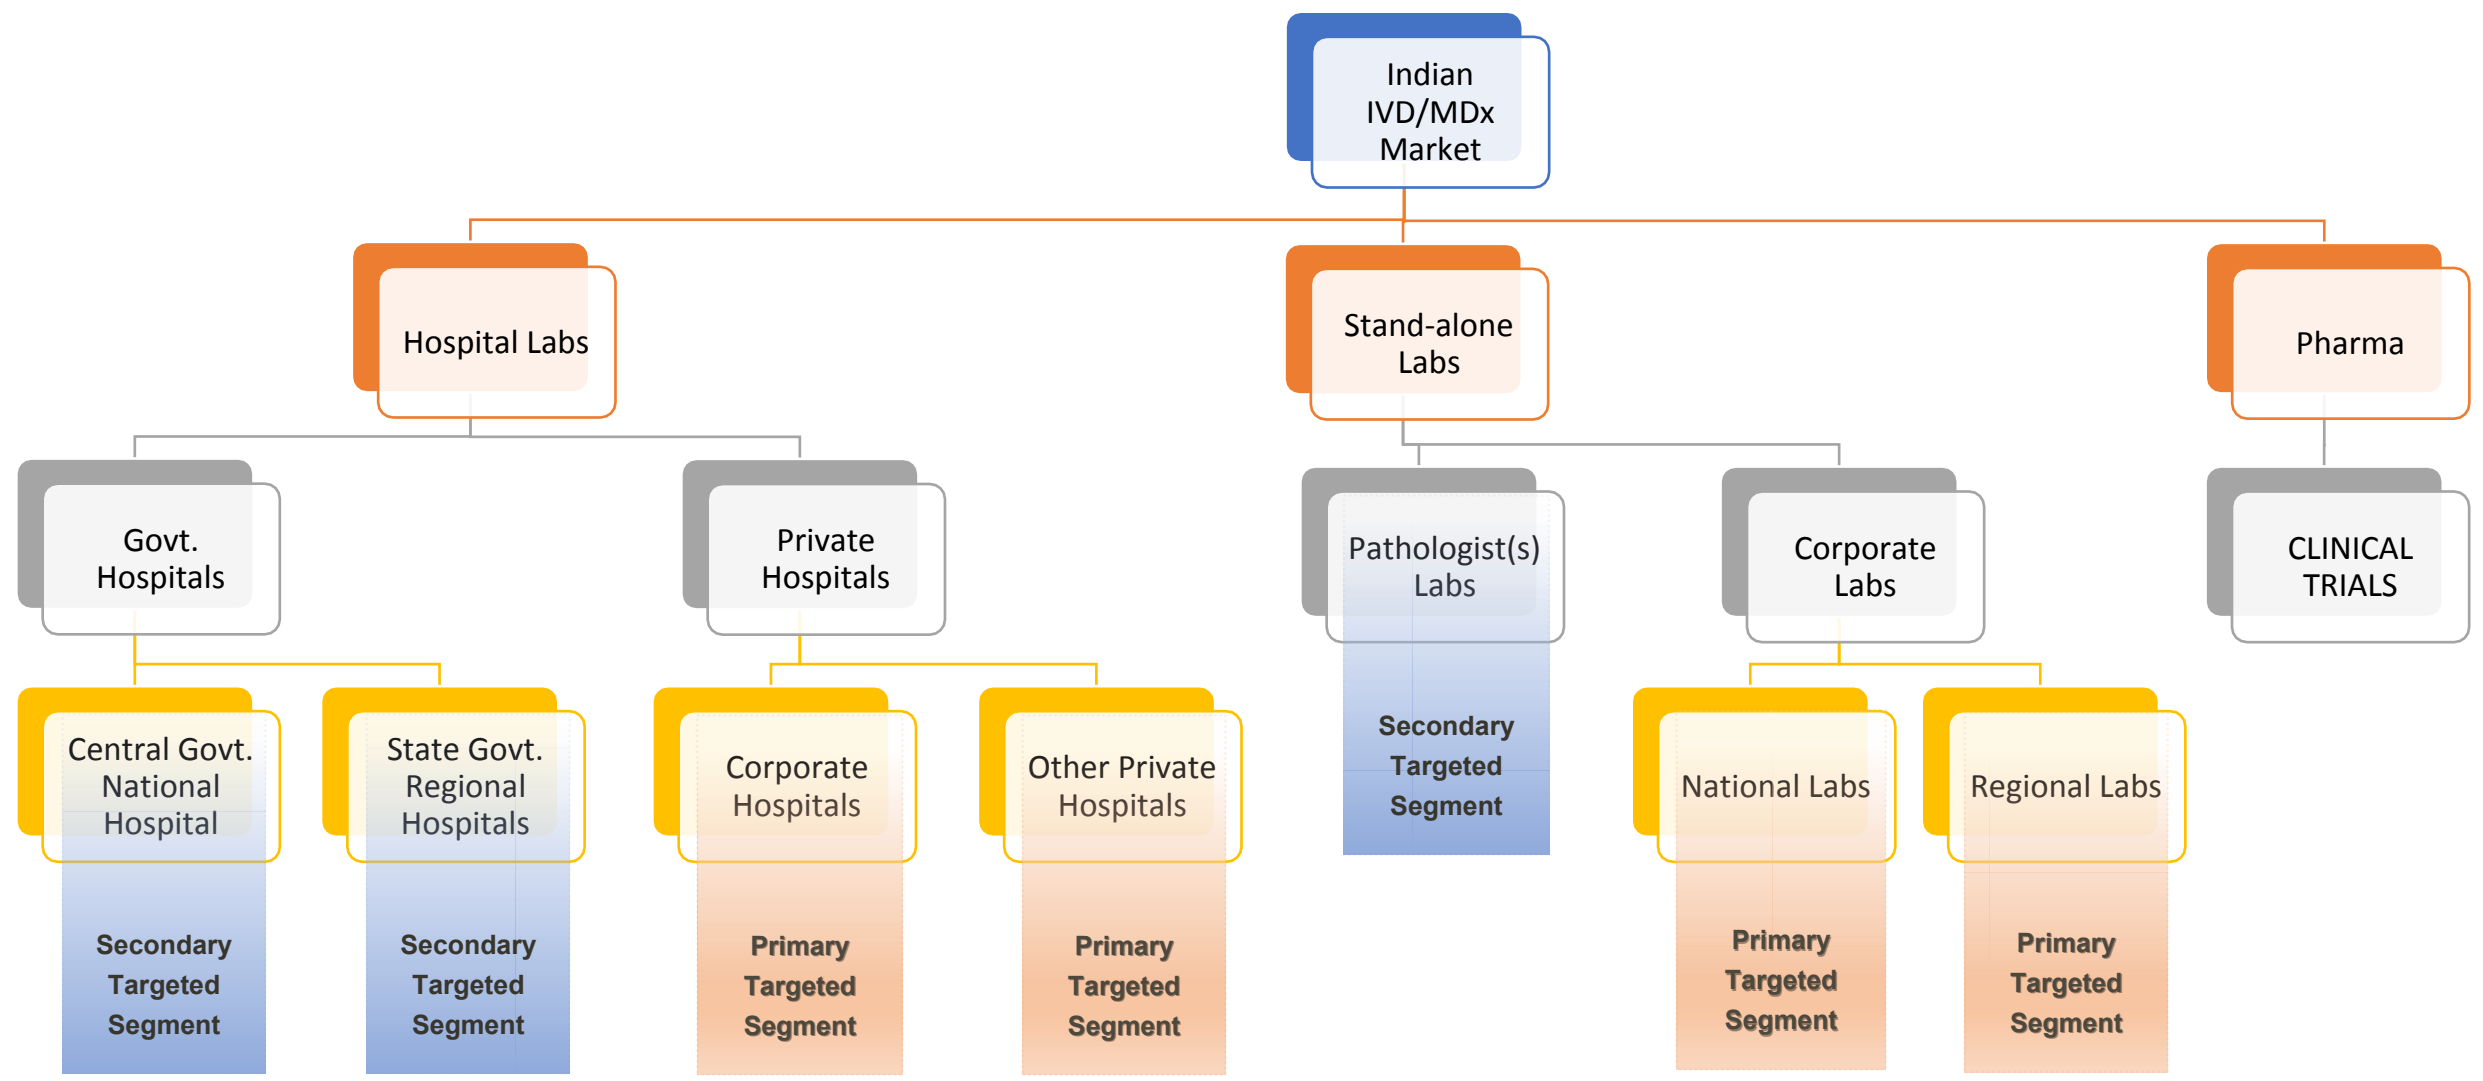 Indian
IVD/MDx
Market
Hospital Labs
Stand-alone
Labs
Pharma
Govt.
Hospitals
Private
Hospitals
Pathologist(s)
Labs
Corporate
Labs
CLINICAL
TRIALS
Central Govt.
National
Hospital
State Govt.
Regional
Hospitals
Corporate
Hospitals
Other Private
Hospitals
Secondary
Targeted
Segment
National Labs
Regional Labs
Secondary
Targeted
Segment
Secondary
Targeted
Segment
Primary
Targeted
Segment
Primary
Targeted
Segment
Primary
Targeted
Segment
Primary
Targeted
Segment